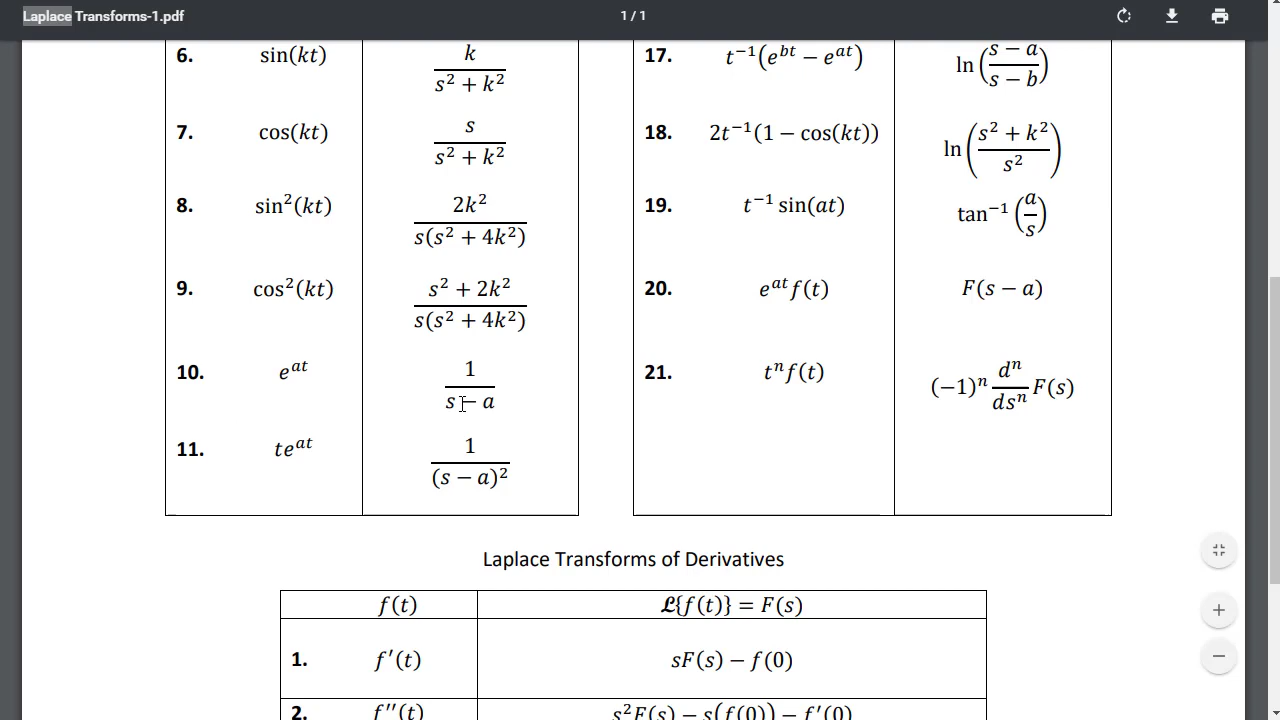 Laplace Transforms-1.pdf
1 / 1
6. sin(kt) k/(s² + k²)
7. cos(kt) s/(s² + k²)
8. sin²(kt) 2k²/(s(s² + 4k²))
9. cos²(kt) (s² + 2k²)/(s(s² + 4k²))
10. eᵃᵗ 1/(s − a)
11. teᵃᵗ 1/(s − a)²
17. t⁻¹(eᵇᵗ − eᵃᵗ) ln((s − a)/(s − b))
18. 2t⁻¹(1 − cos(kt)) ln((s² + k²)/s²)
19. t⁻¹ sin(at) tan⁻¹(a/s)
20. eᵃᵗf(t) F(s − a)
21. tⁿf(t) (−1)ⁿ dⁿ/dsⁿ F(s)
Laplace Transforms of Derivatives
f(t) ℒ{f(t)} = F(s)
1. f′(t) sF(s) − f(0)
2. f″(t) s²F(s) − s(f(0)) − f′(0)